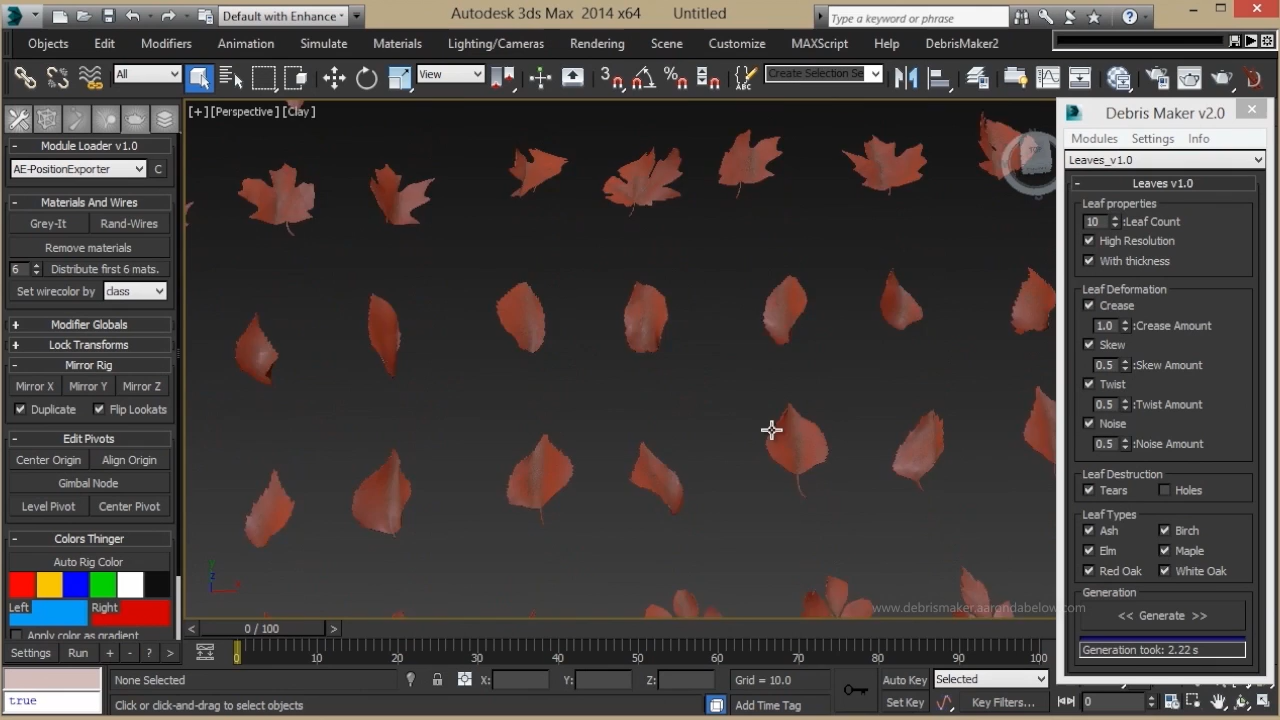 Default with Enhance
Autodesk 3ds Max 2014 x64 Untitled
Type a keyword or phrase
Objects Edit Modifiers Animation Simulate Materials Lighting/Cameras Rendering Scene Customize MAXScript Help DebrisMaker2
All
View
Create Selection Se
[+] [Perspective] [Clay]
Module Loader v1.0
AE-PositionExporter C
Materials And Wires
Grey-It Rand-Wires
Remove materials
6 Distribute first 6 mats.
Set wirecolor by class
Modifier Globals
Lock Transforms
Mirror Rig
Mirror X Mirror Y Mirror Z
Duplicate Flip Lookats
Edit Pivots
Center Origin Align Origin
Gimbal Node
Level Pivot Center Pivot
Colors Thinger
Auto Rig Color
Left Right
Apply color as gradient
Settings Run + - ? >
true
TOP
Debris Maker v2.0
Modules Settings Info
Leaves_v1.0
Leaves v1.0
Leaf properties
10 :Leaf Count
High Resolution
With thickness
Leaf Deformation
Crease
1.0 :Crease Amount
Skew
0.5 :Skew Amount
Twist
0.5 :Twist Amount
Noise
0.5 :Noise Amount
Leaf Destruction
Tears Holes
Leaf Types
Ash Birch
Elm Maple
Red Oak White Oak
Generation
<< Generate >>
Generation took: 2.22 s
www.debrismaker.aarondabelow.com
< 0 / 100 >
0 10 20 30 40 50 60 70 80 90 100
None Selected X: Y: Z: Grid = 10.0 Auto Key Selected
Click or click-and-drag to select objects Add Time Tag Set Key Key Filters... 0